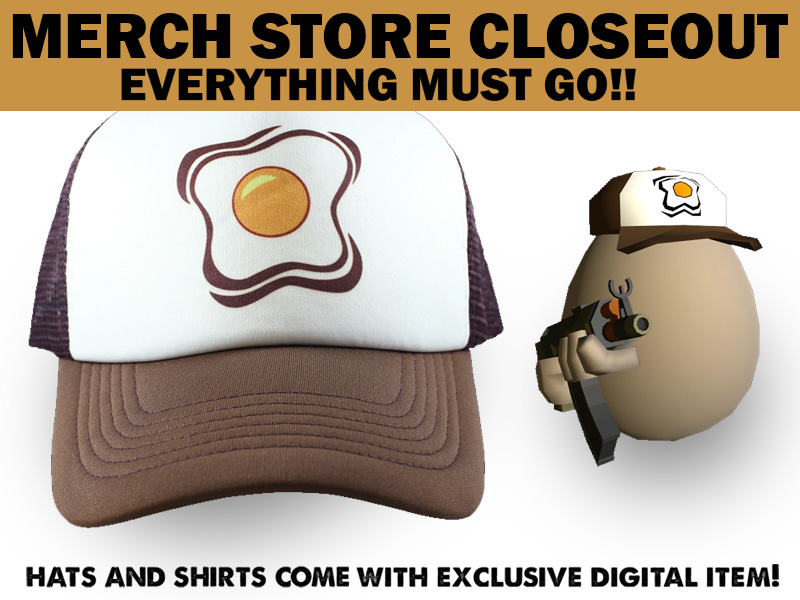 MERCH STORE CLOSEOUT
EVERYTHING MUST GO!!
HATS AND SHIRTS COME WITH EXCLUSIVE DIGITAL ITEM!